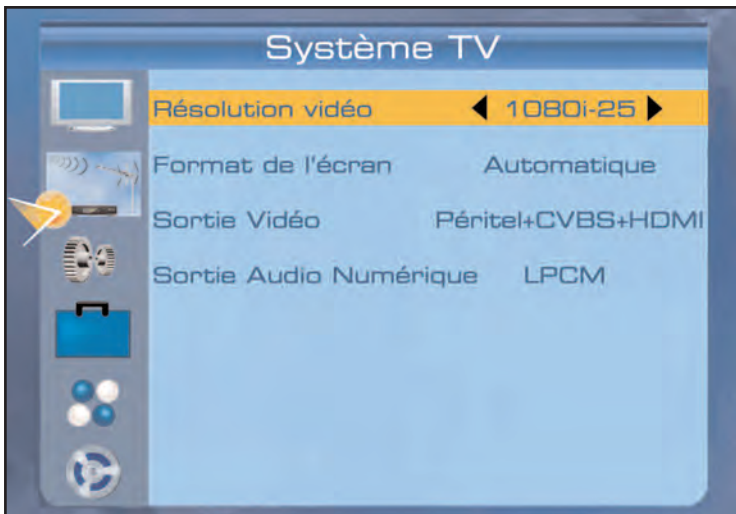 Système TV
Résolution vidéo 1080i-25
Format de l'écran Automatique
Sortie Vidéo Péritel+CVBS+HDMI
Sortie Audio Numérique LPCM